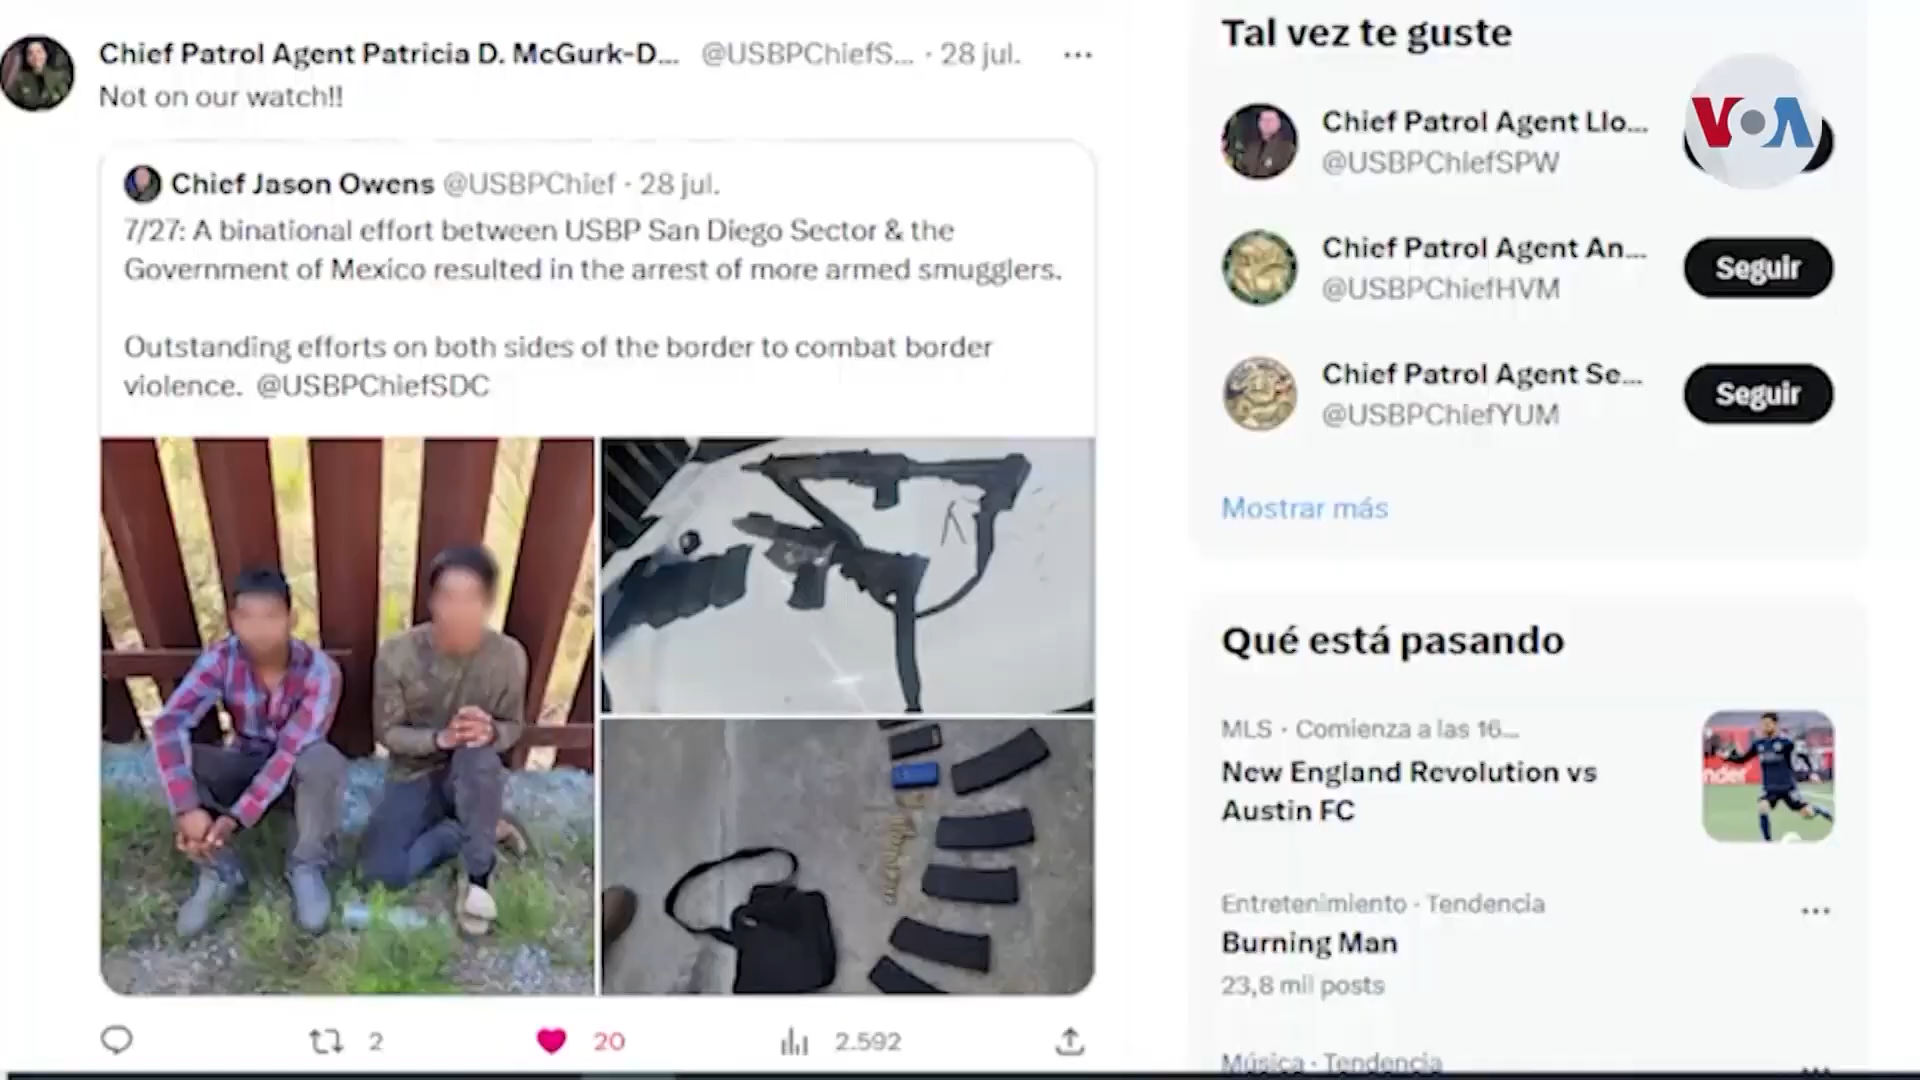 Chief Patrol Agent Patricia D. McGurk-D... @USBPChiefS... · 28 jul.
Not on our watch!!
Chief Jason Owens @USBPChief · 28 jul.
7/27: A binational effort between USBP San Diego Sector & the
Government of Mexico resulted in the arrest of more armed smugglers.
Outstanding efforts on both sides of the border to combat border
violence. @USBPChiefSDC
2
20
2.592
Tal vez te guste
VOA
Chief Patrol Agent Llo...
@USBPChiefSPW
Chief Patrol Agent An...
@USBPChiefHVM
Seguir
Chief Patrol Agent Se...
@USBPChiefYUM
Seguir
Mostrar más
Qué está pasando
MLS · Comienza a las 16...
New England Revolution vs
Austin FC
Entretenimiento · Tendencia
Burning Man
23,8 mil posts
Música · Tendencia